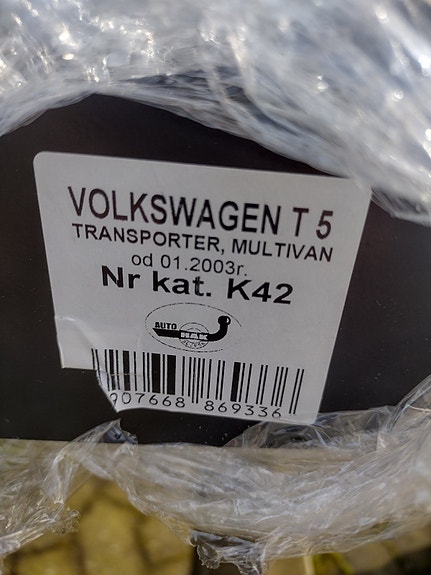 VOLKSWAGEN T 5
TRANSPORTER, MULTIVAN
od 01.2003r.
Nr kat. K42
AUTO
HAK
907668 869336